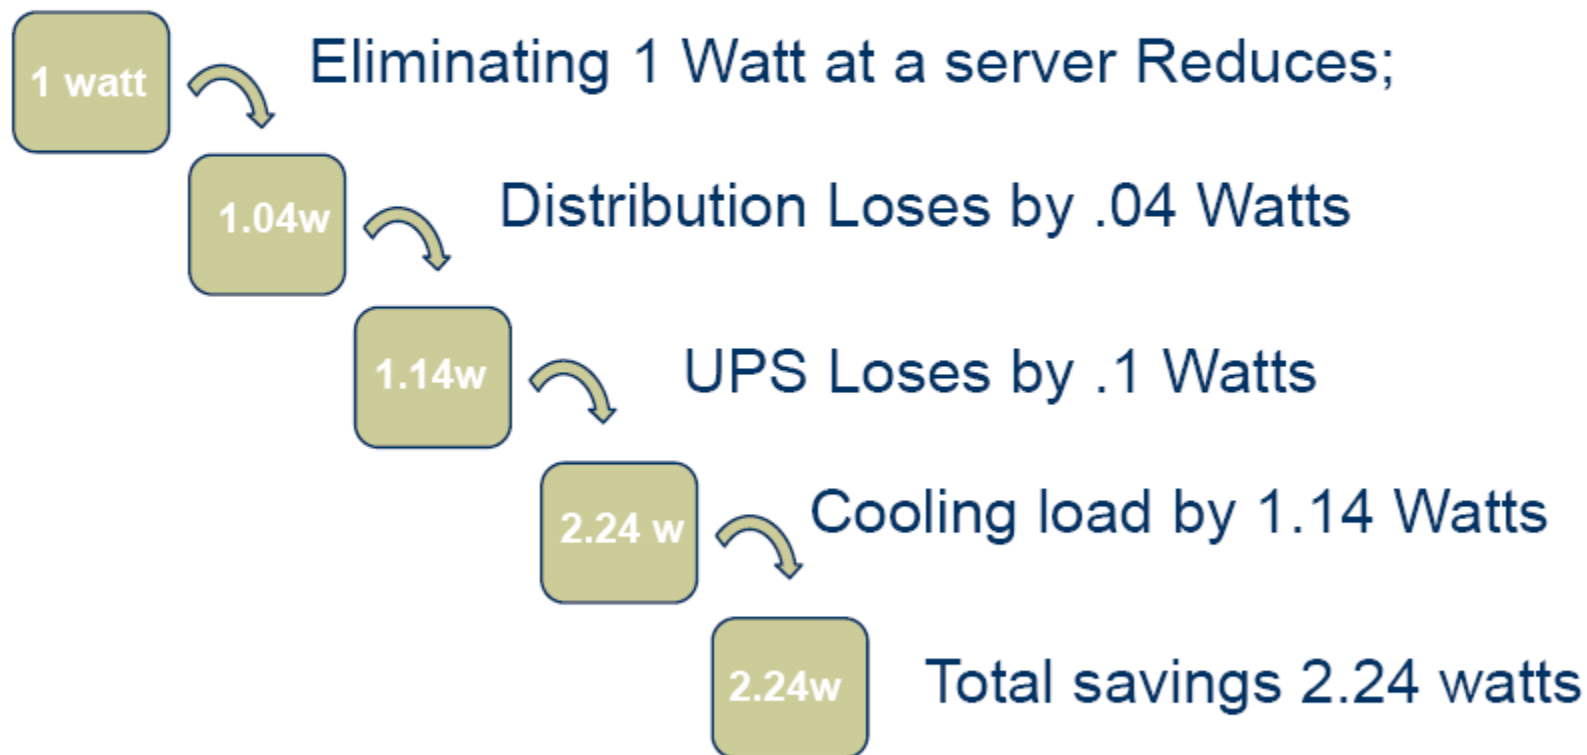 1 watt
Eliminating 1 Watt at a server Reduces;
1.04w
Distribution Loses by .04 Watts
1.14w
UPS Loses by .1 Watts
2.24 w
Cooling load by 1.14 Watts
2.24w
Total savings 2.24 watts